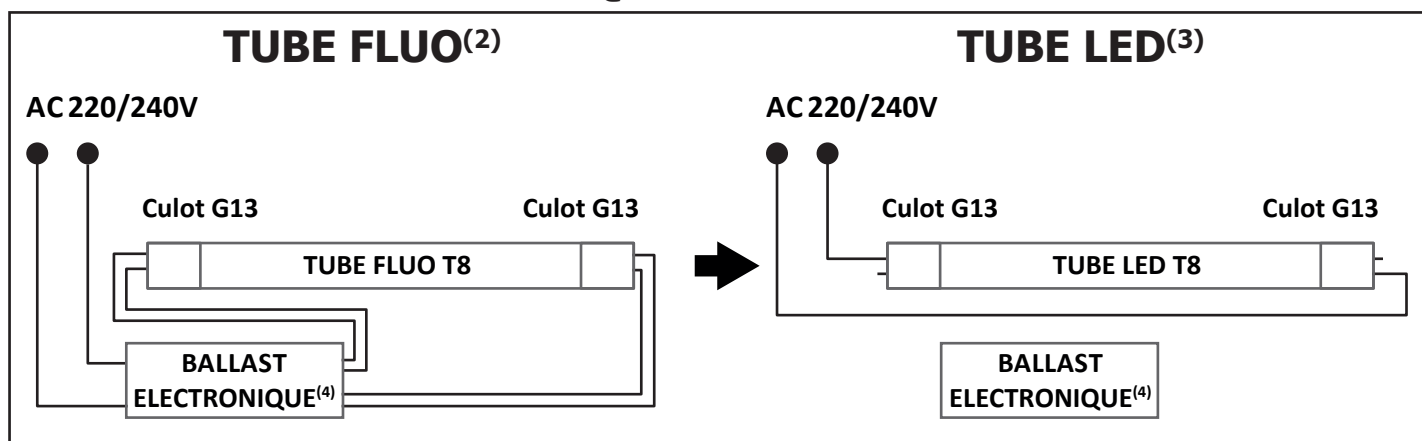 TUBE FLUO(2)
AC 220/240V
Culot G13
Culot G13
TUBE FLUO T8
BALLAST
ELECTRONIQUE(4)
TUBE LED(3)
AC 220/240V
Culot G13
Culot G13
TUBE LED T8
BALLAST
ELECTRONIQUE(4)